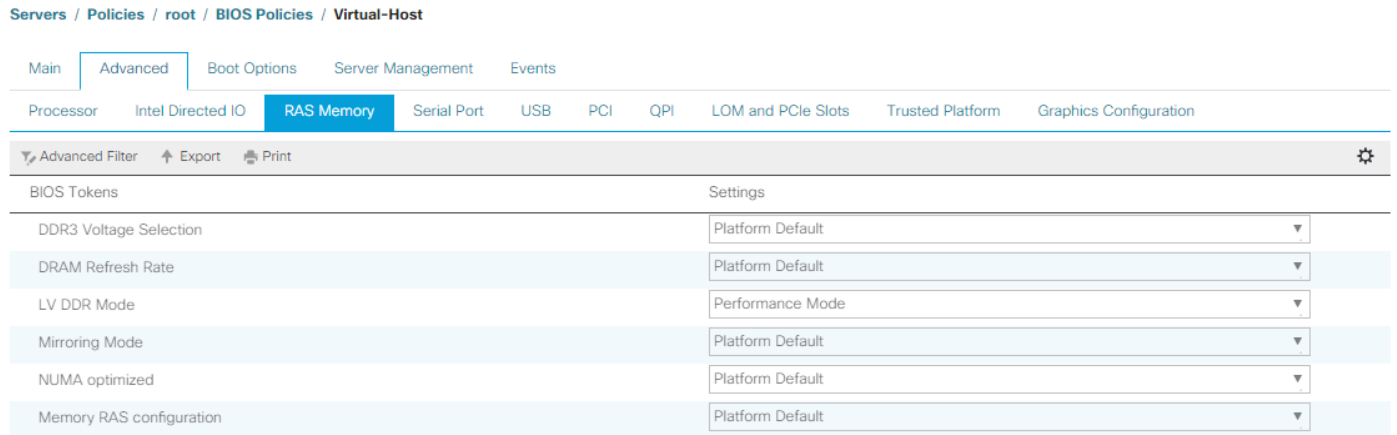 Servers / Policies / root / BIOS Policies / Virtual-Host
Main Advanced Boot Options Server Management Events
Processor Intel Directed IO RAS Memory Serial Port USB PCI QPI LOM and PCIe Slots Trusted Platform Graphics Configuration
Advanced Filter Export Print
BIOS Tokens Settings
DDR3 Voltage Selection Platform Default
DRAM Refresh Rate Platform Default
LV DDR Mode Performance Mode
Mirroring Mode Platform Default
NUMA optimized Platform Default
Memory RAS configuration Platform Default